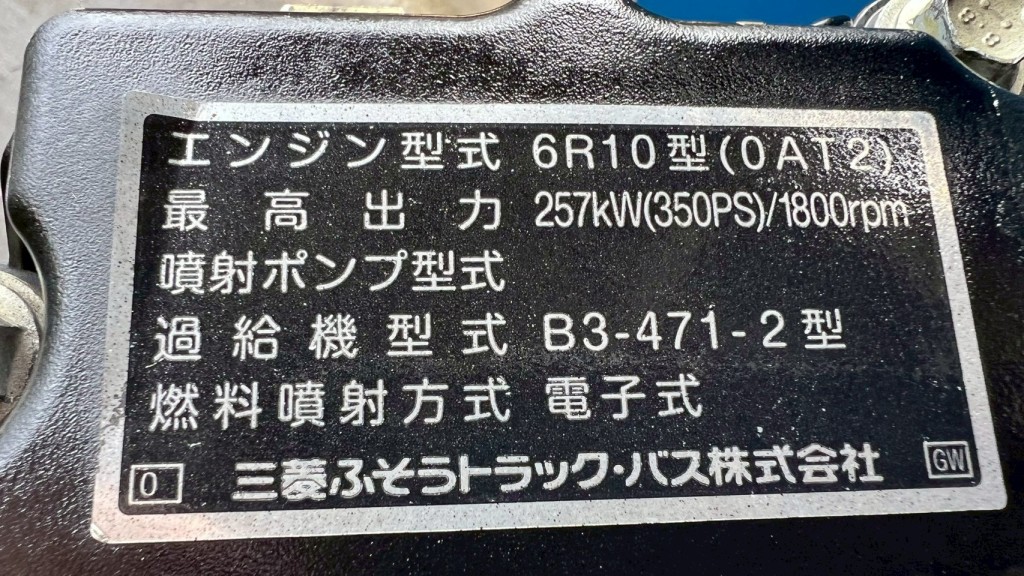 エンジン型式 6R10型(0AT2)
最高出力 257kW(350PS)/1800rpm
噴射ポンプ型式
過給機型式 B3-471-2型
燃料噴射方式 電子式
0 三菱ふそうトラック・バス株式会社 GW